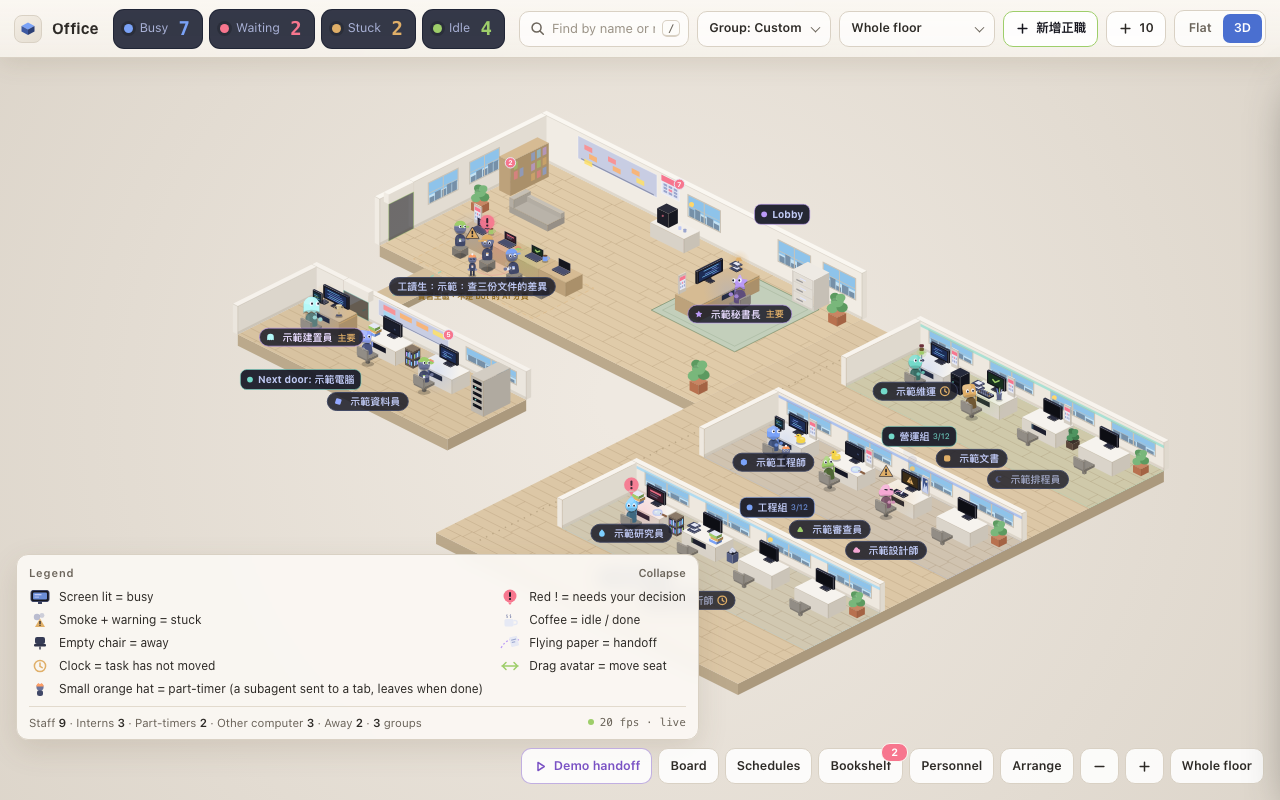 Office
Busy 7
Waiting 2
Stuck 2
Idle 4
Find by name or r /
Group: Custom
Whole floor
+ 新增正職
+ 10
Flat
3D
2
7
Lobby
工讀生：示範：查三份文件的差異
示範秘書長 主要
示範建置員 主要
5
Next door: 示範電腦
示範資料員
示範維運
營運組 3/12
示範工程師
示範文書
示範排程員
工程組 3/12
示範研究員
示範審查員
示範設計師
析師
Legend
Collapse
Screen lit = busy
Red ! = needs your decision
Smoke + warning = stuck
Coffee = idle / done
Empty chair = away
Flying paper = handoff
Clock = task has not moved
Drag avatar = move seat
Small orange hat = part-timer (a subagent sent to a tab, leaves when done)
Staff 9 · Interns 3 · Part-timers 2 · Other computer 3 · Away 2 · 3 groups
20 fps · live
Demo handoff
Board
Schedules
Bookshelf
2
Personnel
Arrange
−
+
Whole floor